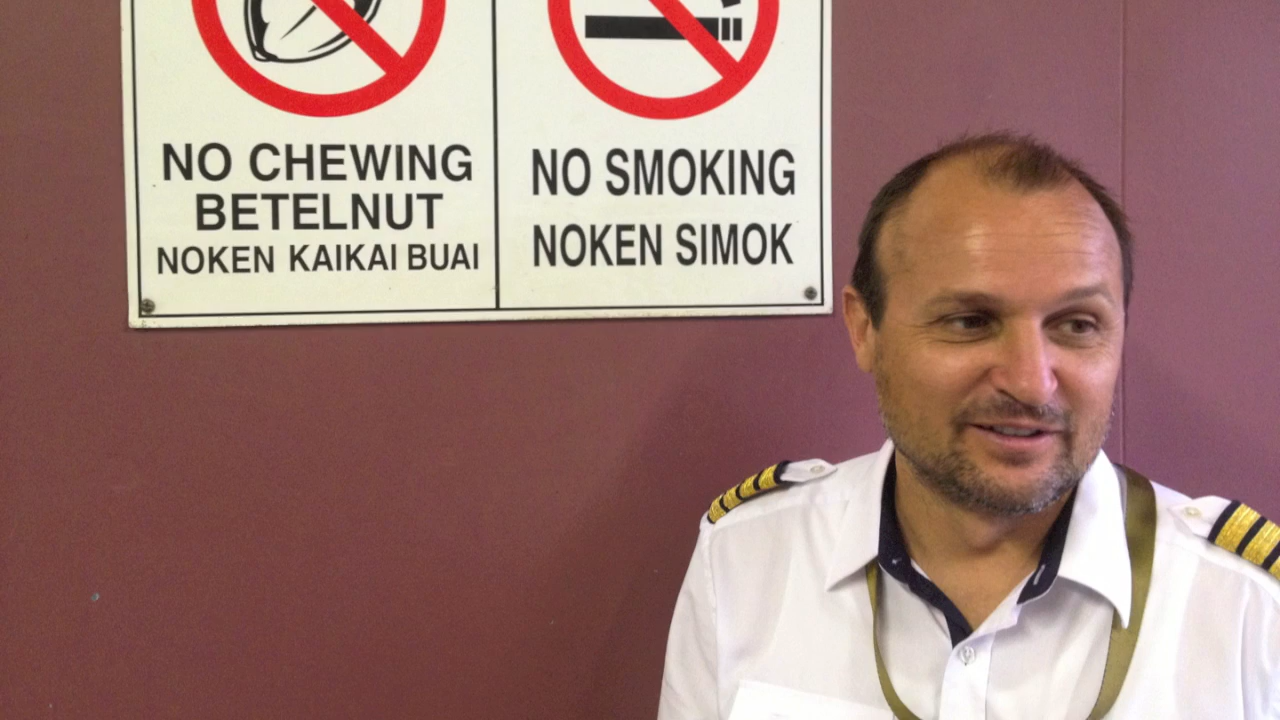 NO CHEWING
BETELNUT
NOKEN KAIKAI BUAI
NO SMOKING
NOKEN SIMOK